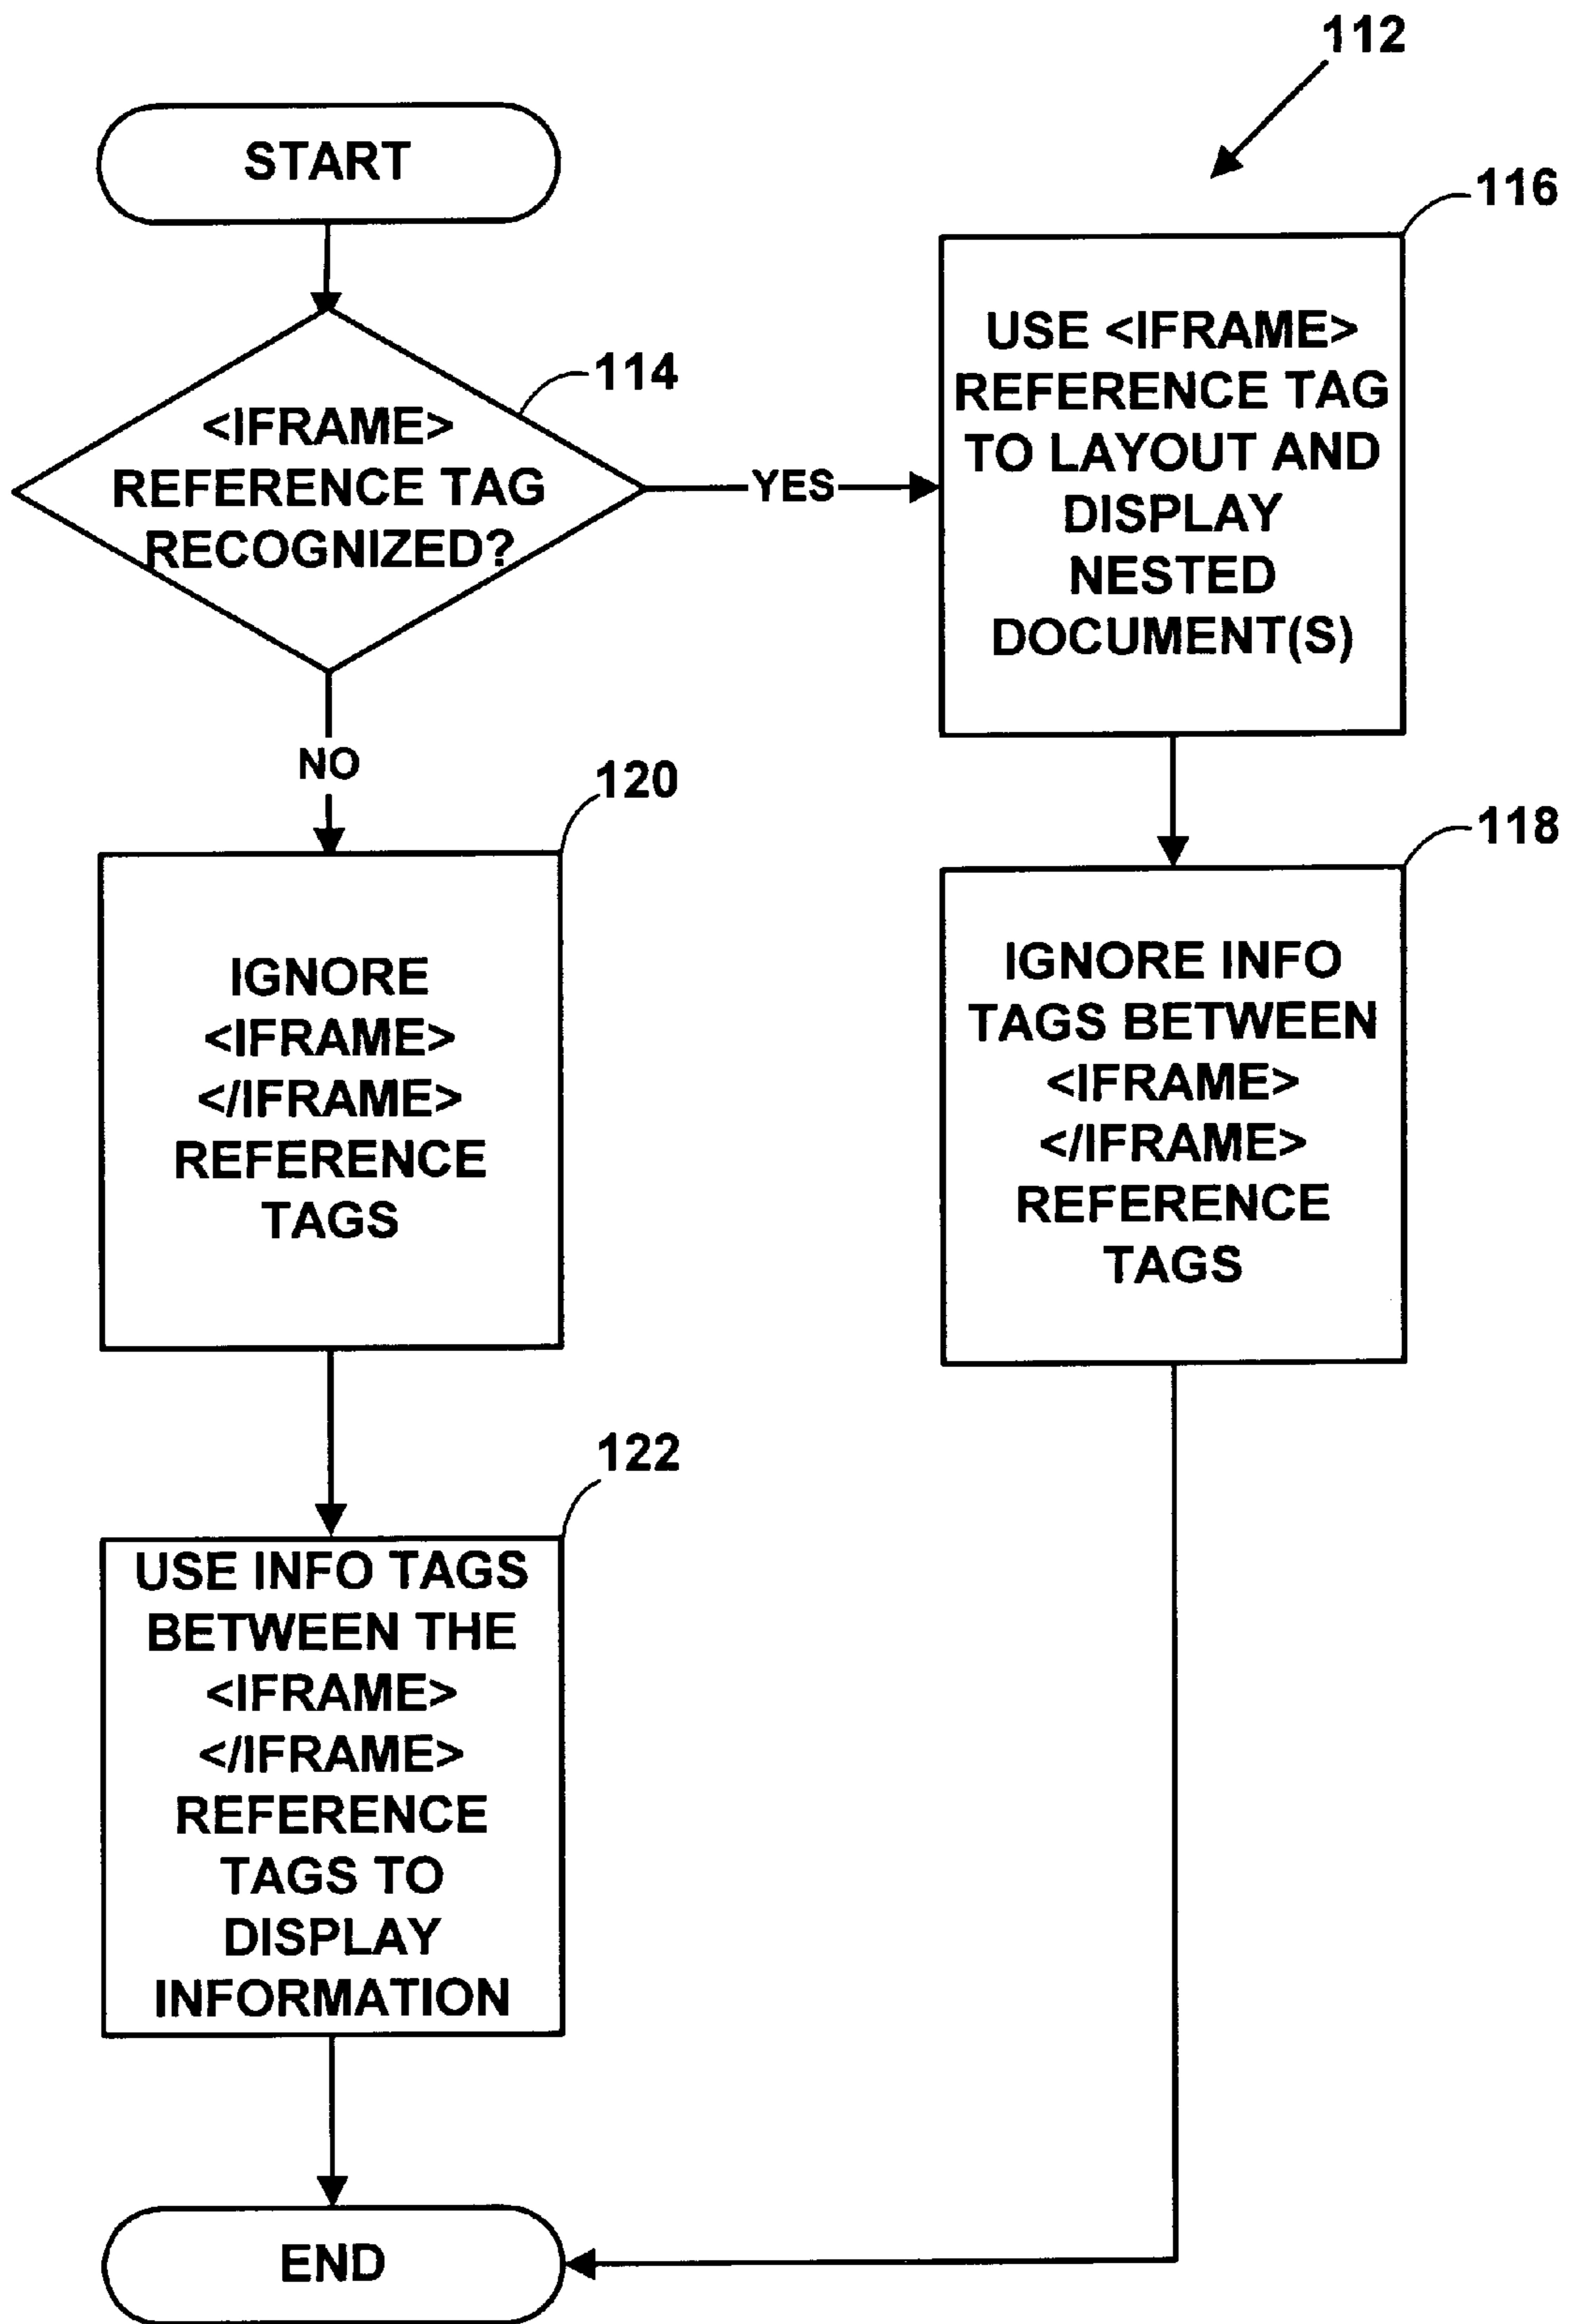 112
START
114
<IFRAME>
REFERENCE TAG
RECOGNIZED?
YES
116
USE <IFRAME>
REFERENCE TAG
TO LAYOUT AND
DISPLAY
NESTED
DOCUMENT(S)
NO
118
IGNORE INFO
TAGS BETWEEN
<IFRAME>
</IFRAME>
REFERENCE
TAGS
120
IGNORE
<IFRAME>
</IFRAME>
REFERENCE
TAGS
122
USE INFO TAGS
BETWEEN THE
<IFRAME>
</IFRAME>
REFERENCE
TAGS TO
DISPLAY
INFORMATION
END